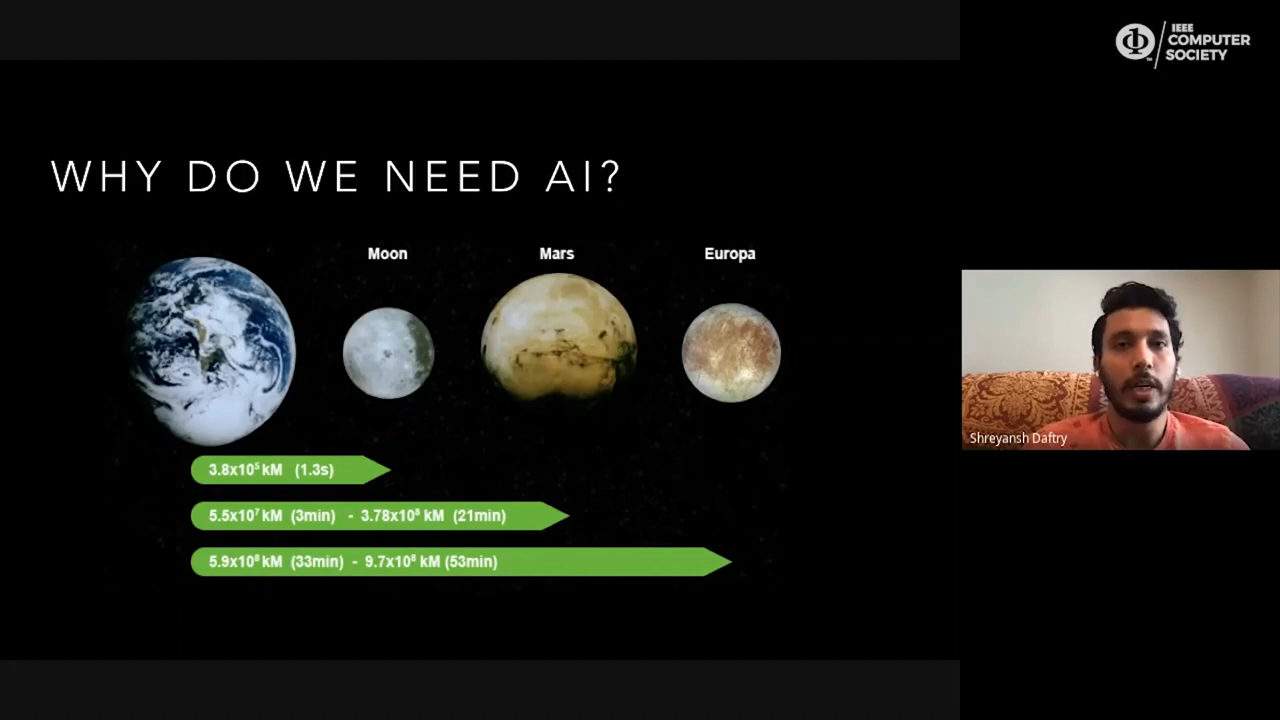 IEEE
COMPUTER
SOCIETY
WHY DO WE NEED AI?
Moon
Mars
Europa
3.8x10⁵ kM (1.3s)
5.5x10⁷ kM (3min) - 3.78x10⁸ kM (21min)
5.9x10⁸ kM (33min) - 9.7x10⁸ kM (53min)
Shreyansh Daftry